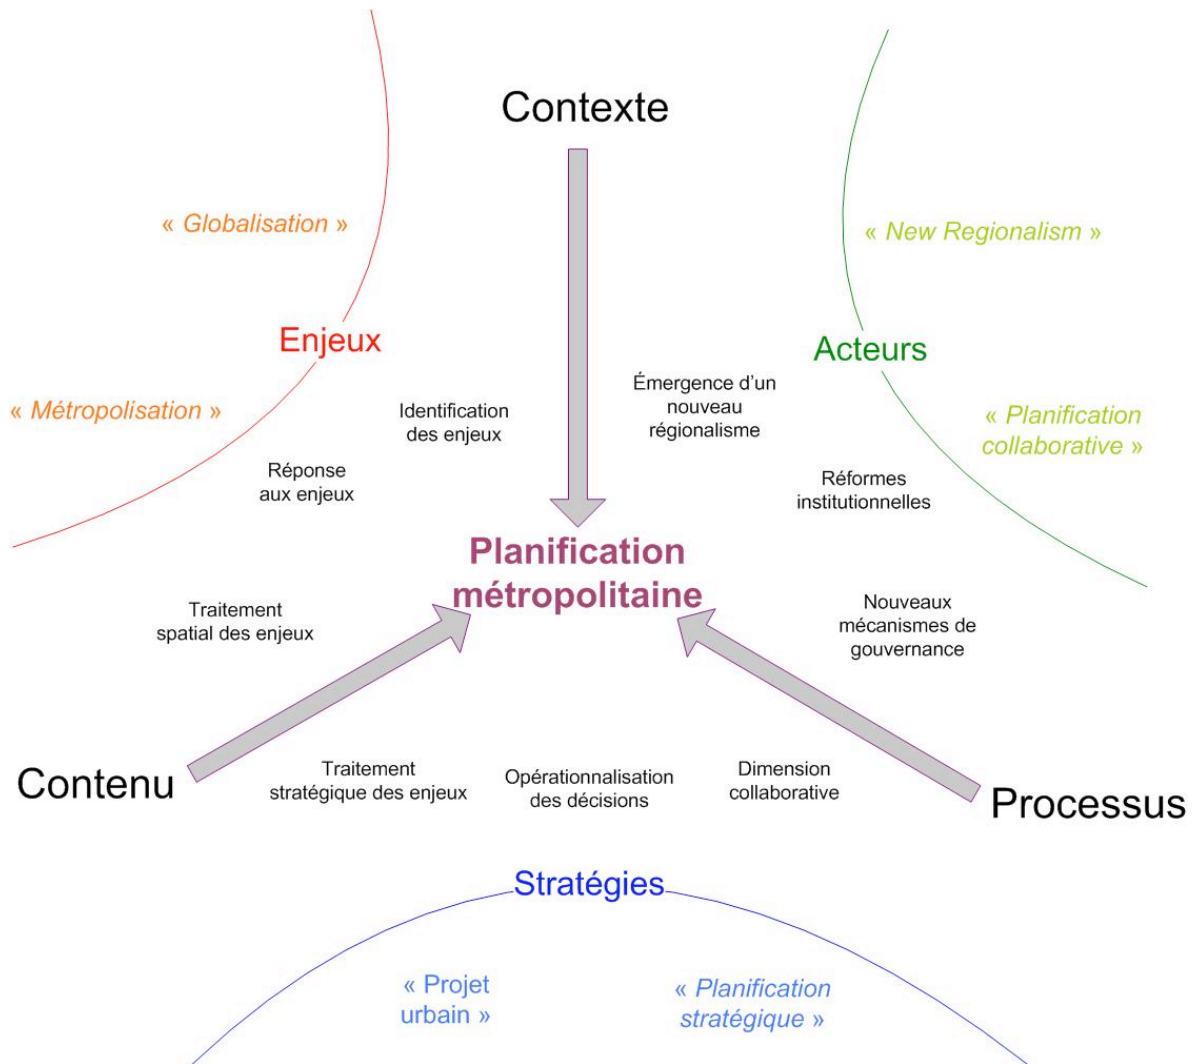 Contexte
« Globalisation »
« New Regionalism »
Enjeux
Acteurs
« Métropolisation »
Identification
des enjeux
Émergence d’un
nouveau
régionalisme
« Planification
collaborative »
Réponse
aux enjeux
Réformes
institutionnelles
Planification
métropolitaine
Traitement
spatial des enjeux
Nouveaux
mécanismes de
gouvernance
Contenu
Traitement
stratégique des enjeux
Opérationnalisation
des décisions
Dimension
collaborative
Processus
Stratégies
« Projet
urbain »
« Planification
stratégique »